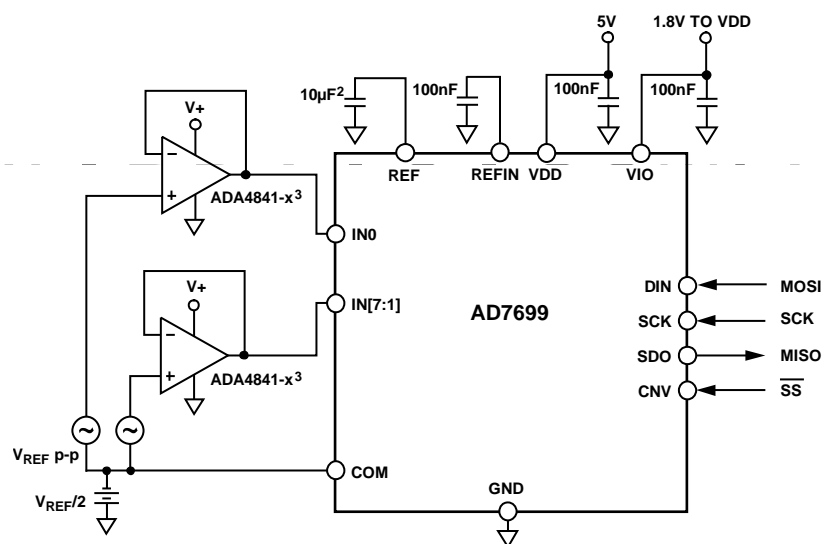 5V
1.8V TO VDD
10µF2
100nF
100nF
100nF
V+
REF
REFIN
VDD
VIO
ADA4841-x3
IN0
V+
IN[7:1]
AD7699
DIN
MOSI
SCK
SCK
SDO
MISO
CNV
SS
ADA4841-x3
VREF p-p
COM
VREF/2
GND